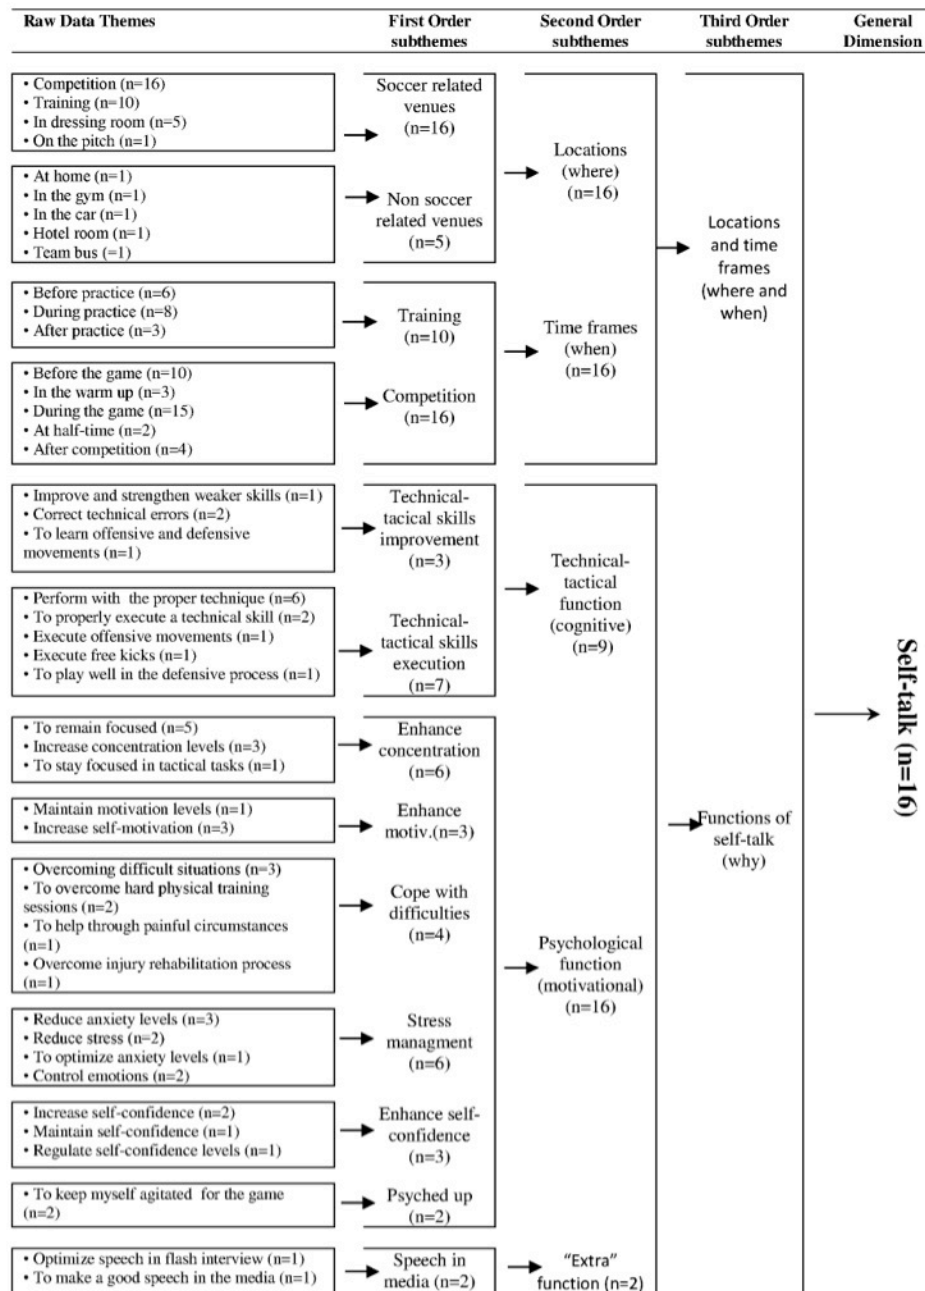 Raw Data Themes
First Order
subthemes
Second Order
subthemes
Third Order
subthemes
General
Dimension
• Competition (n=16)
• Training (n=10)
• In dressing room (n=5)
• On the pitch (n=1)
Soccer related
venues
(n=16)
• At home (n=1)
• In the gym (n=1)
• In the car (n=1)
• Hotel room (n=1)
• Team bus (=1)
Non soccer
related venues
(n=5)
Locations
(where)
(n=16)
• Before practice (n=6)
• During practice (n=8)
• After practice (n=3)
Training
(n=10)
• Before the game (n=10)
• In the warm up (n=3)
• During the game (n=15)
• At half-time (n=2)
• After competition (n=4)
Competition
(n=16)
Time frames
(when)
(n=16)
Locations
and time
frames
(where and
when)
• Improve and strengthen weaker skills (n=1)
• Correct technical errors (n=2)
• To learn offensive and defensive
movements (n=1)
Technical-
tacical skills
improvement
(n=3)
• Perform with the proper technique (n=6)
• To properly execute a technical skill (n=2)
• Execute offensive movements (n=1)
• Execute free kicks (n=1)
• To play well in the defensive process (n=1)
Technical-
tactical skills
execution
(n=7)
Technical-
tactical
function
(cognitive)
(n=9)
• To remain focused (n=5)
• Increase concentration levels (n=3)
• To stay focused in tactical tasks (n=1)
Enhance
concentration
(n=6)
• Maintain motivation levels (n=1)
• Increase self-motivation (n=3)
Enhance
motiv.(n=3)
• Overcoming difficult situations (n=3)
• To overcome hard physical training
sessions (n=2)
• To help through painful circumstances
(n=1)
• Overcome injury rehabilitation process
(n=1)
Cope with
difficulties
(n=4)
• Reduce anxiety levels (n=3)
• Reduce stress (n=2)
• To optimize anxiety levels (n=1)
• Control emotions (n=2)
Stress
managment
(n=6)
• Increase self-confidence (n=2)
• Maintain self-confidence (n=1)
• Regulate self-confidence levels (n=1)
Enhance self-
confidence
(n=3)
• To keep myself agitated for the game
(n=2)
Psyched up
(n=2)
Psychological
function
(motivational)
(n=16)
• Optimize speech in flash interview (n=1)
• To make a good speech in the media (n=1)
Speech in
media (n=2)
"Extra"
function (n=2)
Functions of
self-talk
(why)
Self-talk (n=16)